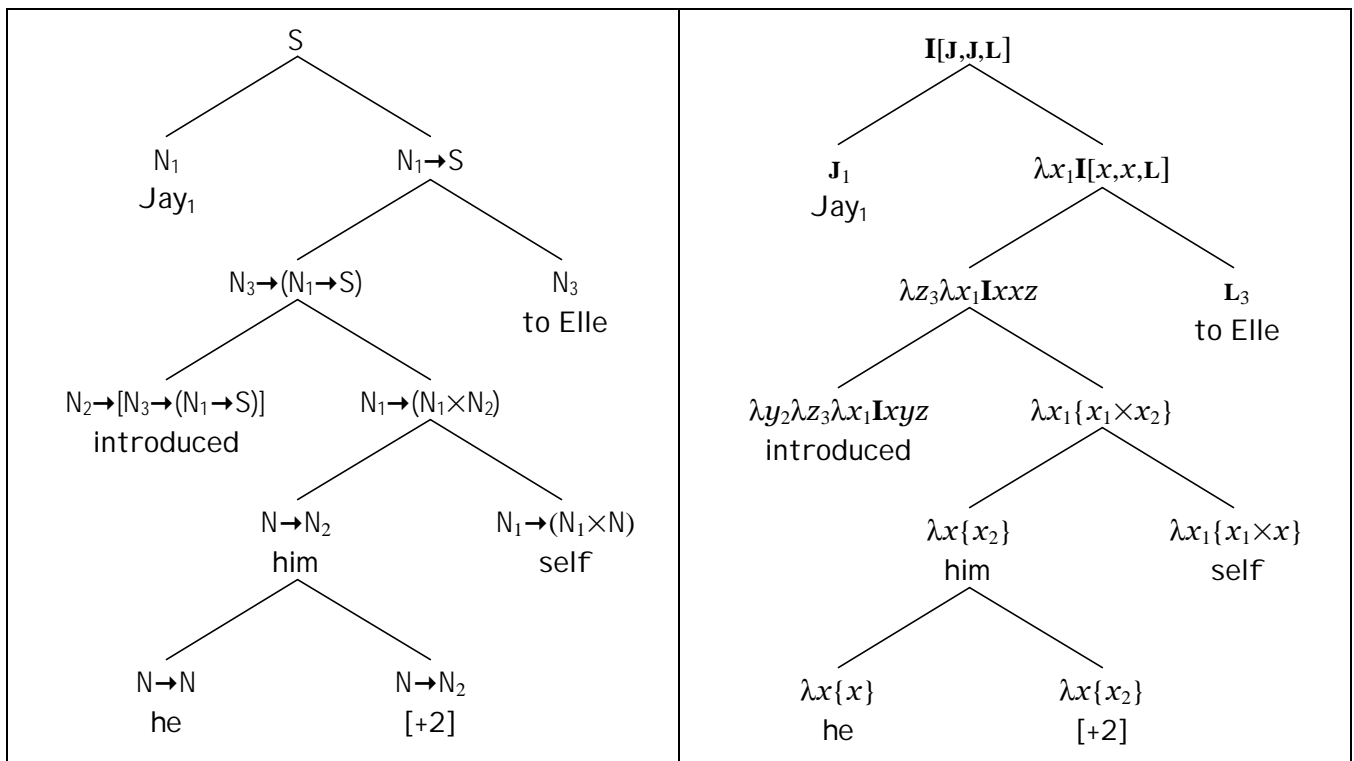 S
I[J,J,L]
N₁ N₁→S
J₁ λx₁I[x,x,L]
Jay₁
Jay₁
N₃→(N₁→S) N₃
λz₃λx₁Ixxz L₃
to Elle
to Elle
N₂→[N₃→(N₁→S)] N₁→(N₁×N₂)
λy₂λz₃λx₁Ixyz λx₁{x₁×x₂}
introduced
introduced
N→N₂ N₁→(N₁×N)
λx{x₂} λx₁{x₁×x}
him self
him self
N→N N→N₂
λx{x} λx{x₂}
he [+2]
he [+2]